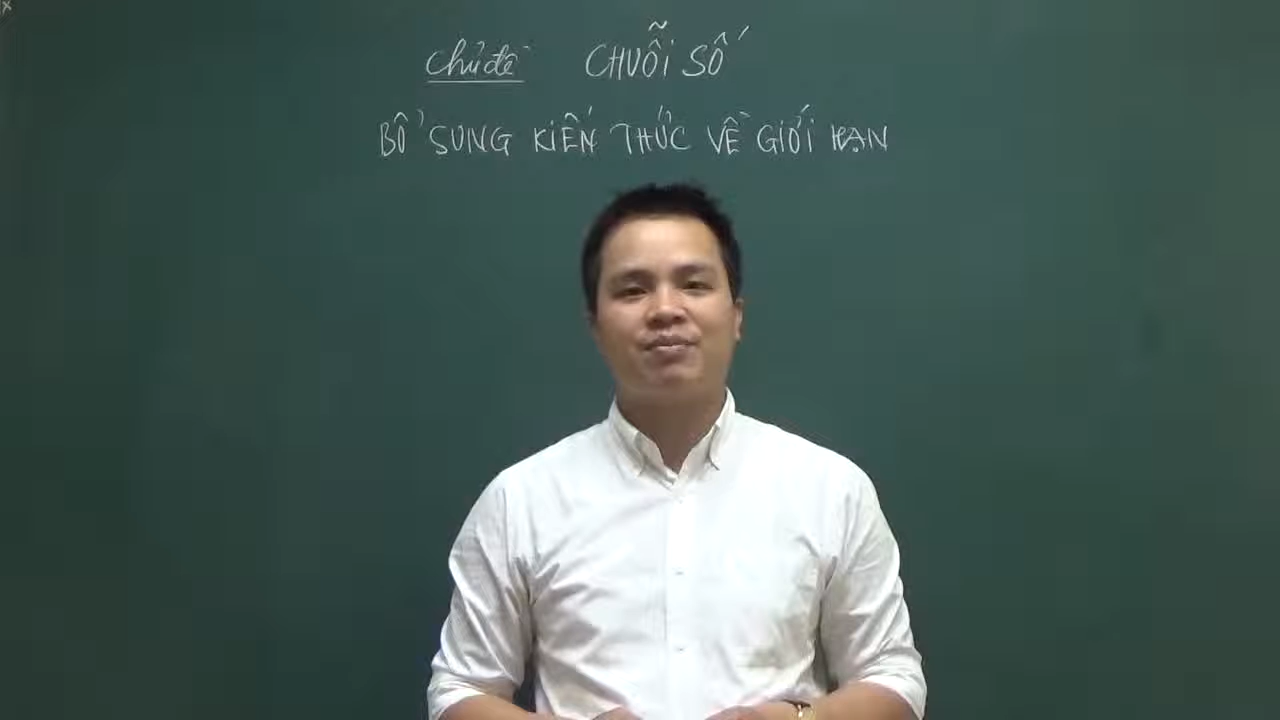 Chủ đề CHUỖI SỐ
BỔ SUNG KIẾN THỨC VỀ GIỚI HẠN